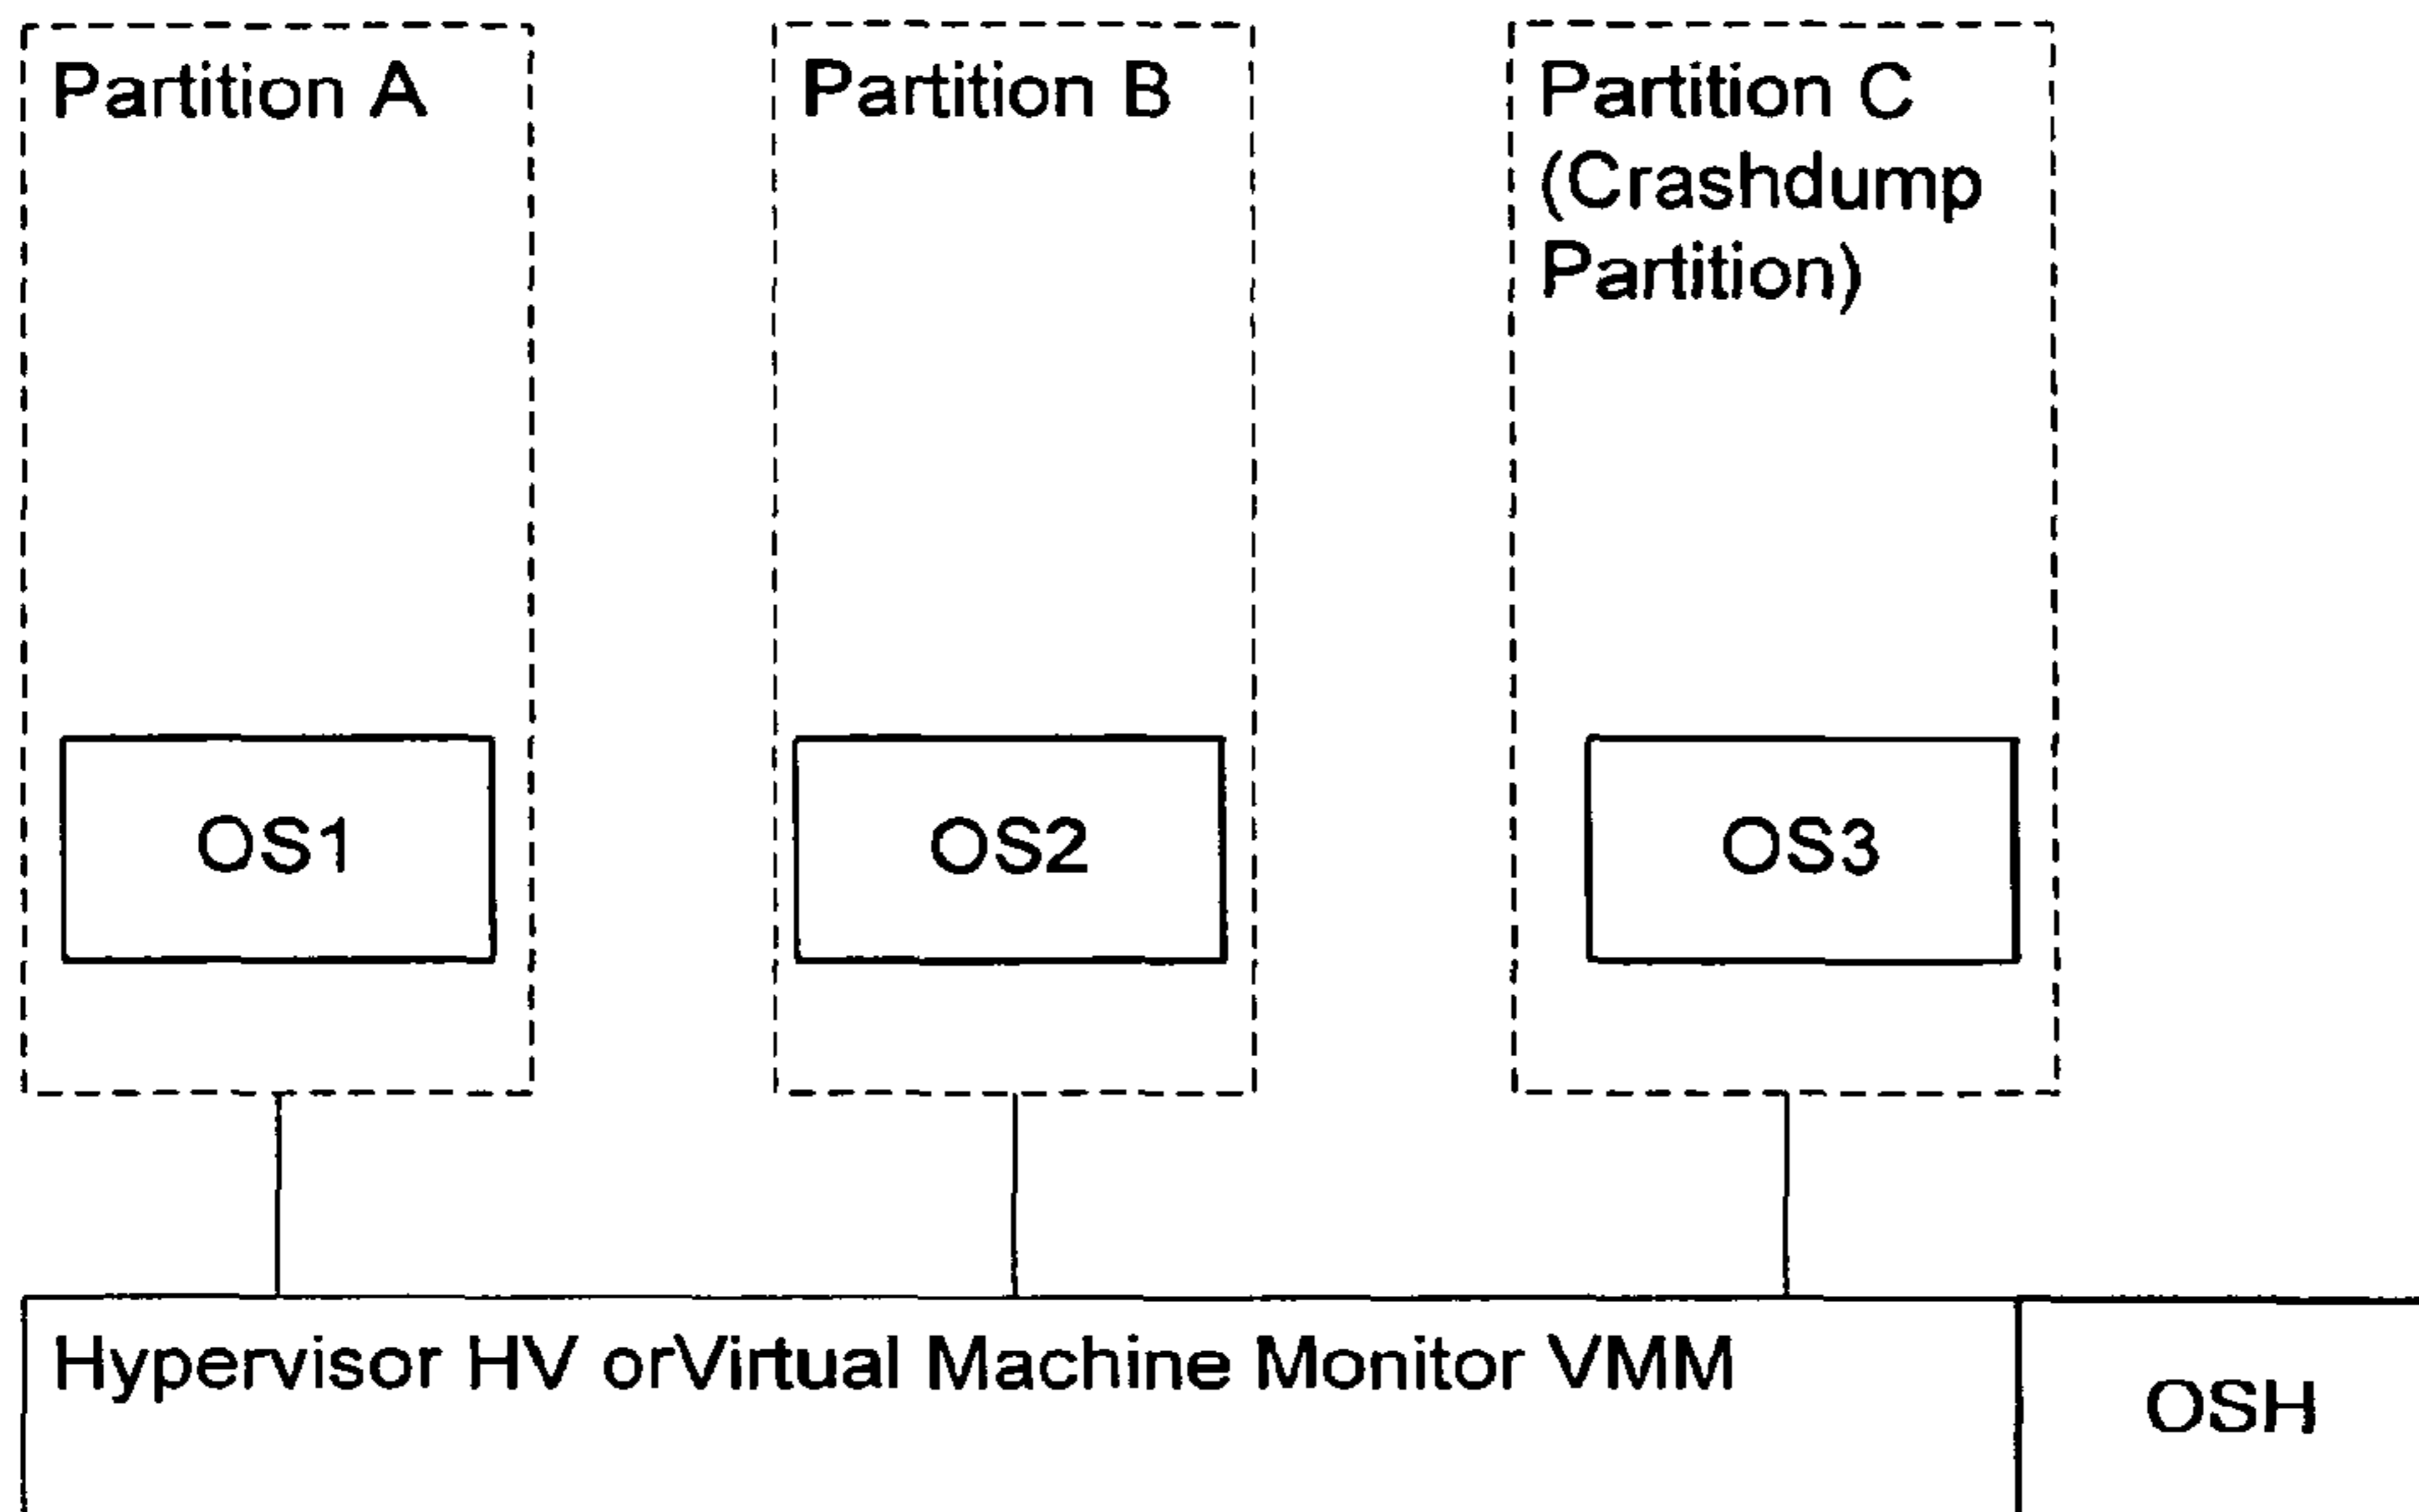 Partition A
Partition B
Partition C
(Crashdump
Partition)
OS1
OS2
OS3
Hypervisor HV orVirtual Machine Monitor VMM
OSH